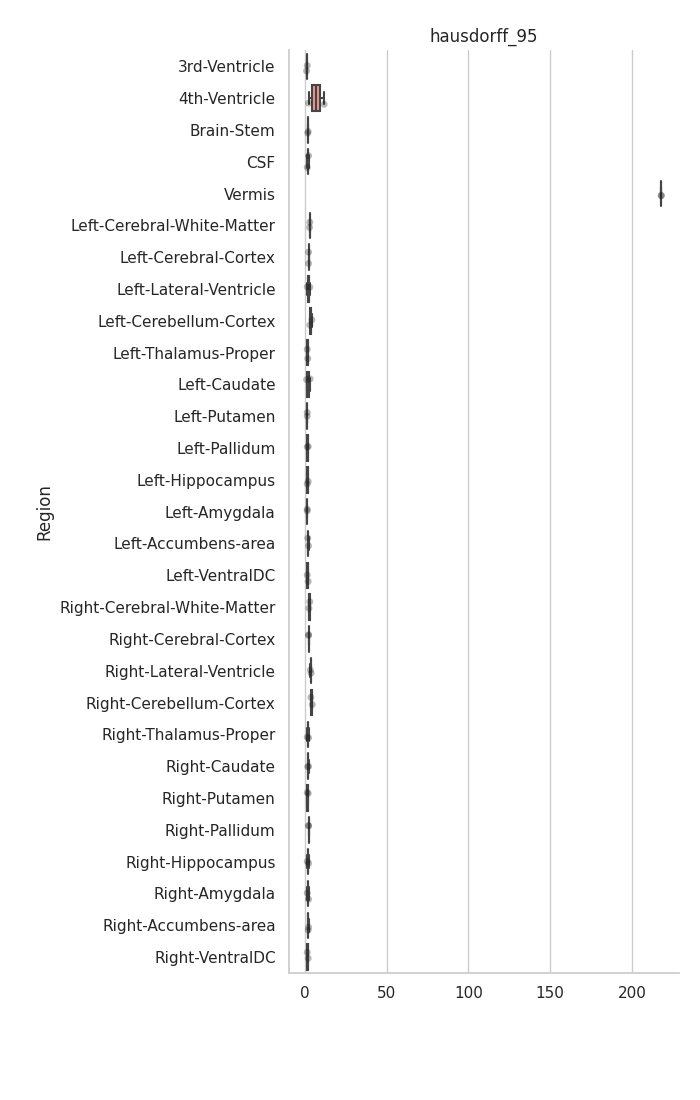 hausdorff_95
3rd-Ventricle
4th-Ventricle
Brain-Stem
CSF
Vermis
Left-Cerebral-White-Matter
Left-Cerebral-Cortex
Left-Lateral-Ventricle
Left-Cerebellum-Cortex
Left-Thalamus-Proper
Left-Caudate
Left-Putamen
Left-Pallidum
Left-Hippocampus
Left-Amygdala
Left-Accumbens-area
Left-VentralDC
Right-Cerebral-White-Matter
Right-Cerebral-Cortex
Right-Lateral-Ventricle
Right-Cerebellum-Cortex
Right-Thalamus-Proper
Right-Caudate
Right-Putamen
Right-Pallidum
Right-Hippocampus
Right-Amygdala
Right-Accumbens-area
Right-VentralDC
Region
0 50 100 150 200